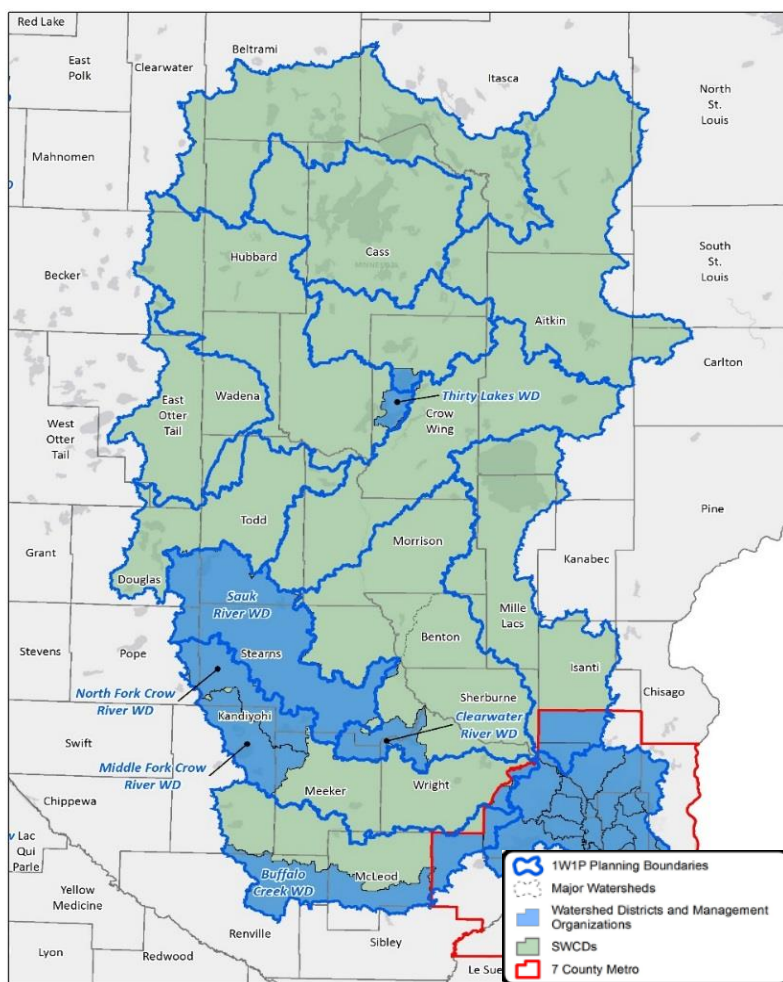 Red Lake
East
Polk
Clearwater
Beltrami
Itasca
North
St.
Louis
Mahnomen
Cass
Hubbard
Becker
South
St.
Louis
Aitkin
Carlton
East
Otter
Tail
Wadena
Thirty Lakes WD
Crow
Wing
West
Otter
Tail
Todd
Morrison
Pine
Grant
Kanabec
Douglas
Sauk
River WD
Mille
Lacs
Benton
Stevens
Pope
Stearns
Isanti
North Fork Crow
River WD
Kandiyohi
Sherburne
Chisago
Clearwater
River WD
Swift
Middle Fork Crow
River WD
Meeker
Wright
Chippewa
Lac
Qui
Parle
Buffalo
Creek WD
McLeod
Yellow
Medicine
Renville
Sibley
Lyon
Redwood
Le Sue
1W1P Planning Boundaries
Major Watersheds
Watershed Districts and Management
Organizations
SWCDs
7 County Metro